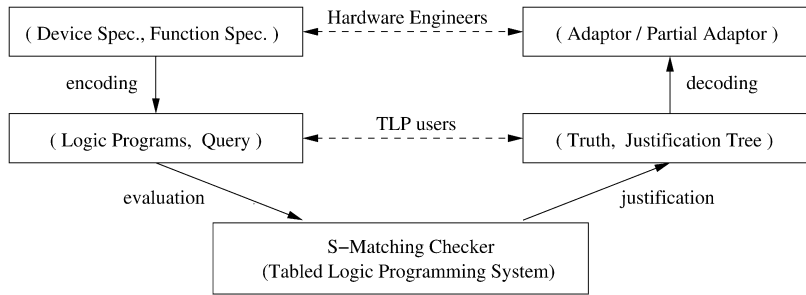 Hardware Engineers
( Device Spec., Function Spec. )
( Adaptor / Partial Adaptor )
encoding
decoding
TLP users
( Logic Programs, Query )
( Truth, Justification Tree )
evaluation
justification
S−Matching Checker
(Tabled Logic Programming System)